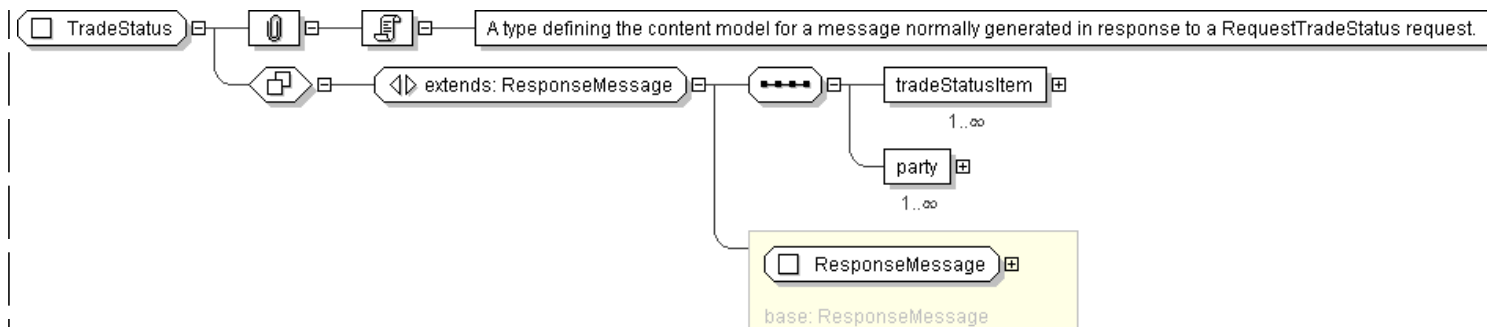 TradeStatus
A type defining the content model for a message normally generated in response to a RequestTradeStatus request.
extends: ResponseMessage
tradeStatusItem
1..∞
party
1..∞
ResponseMessage
base: ResponseMessage